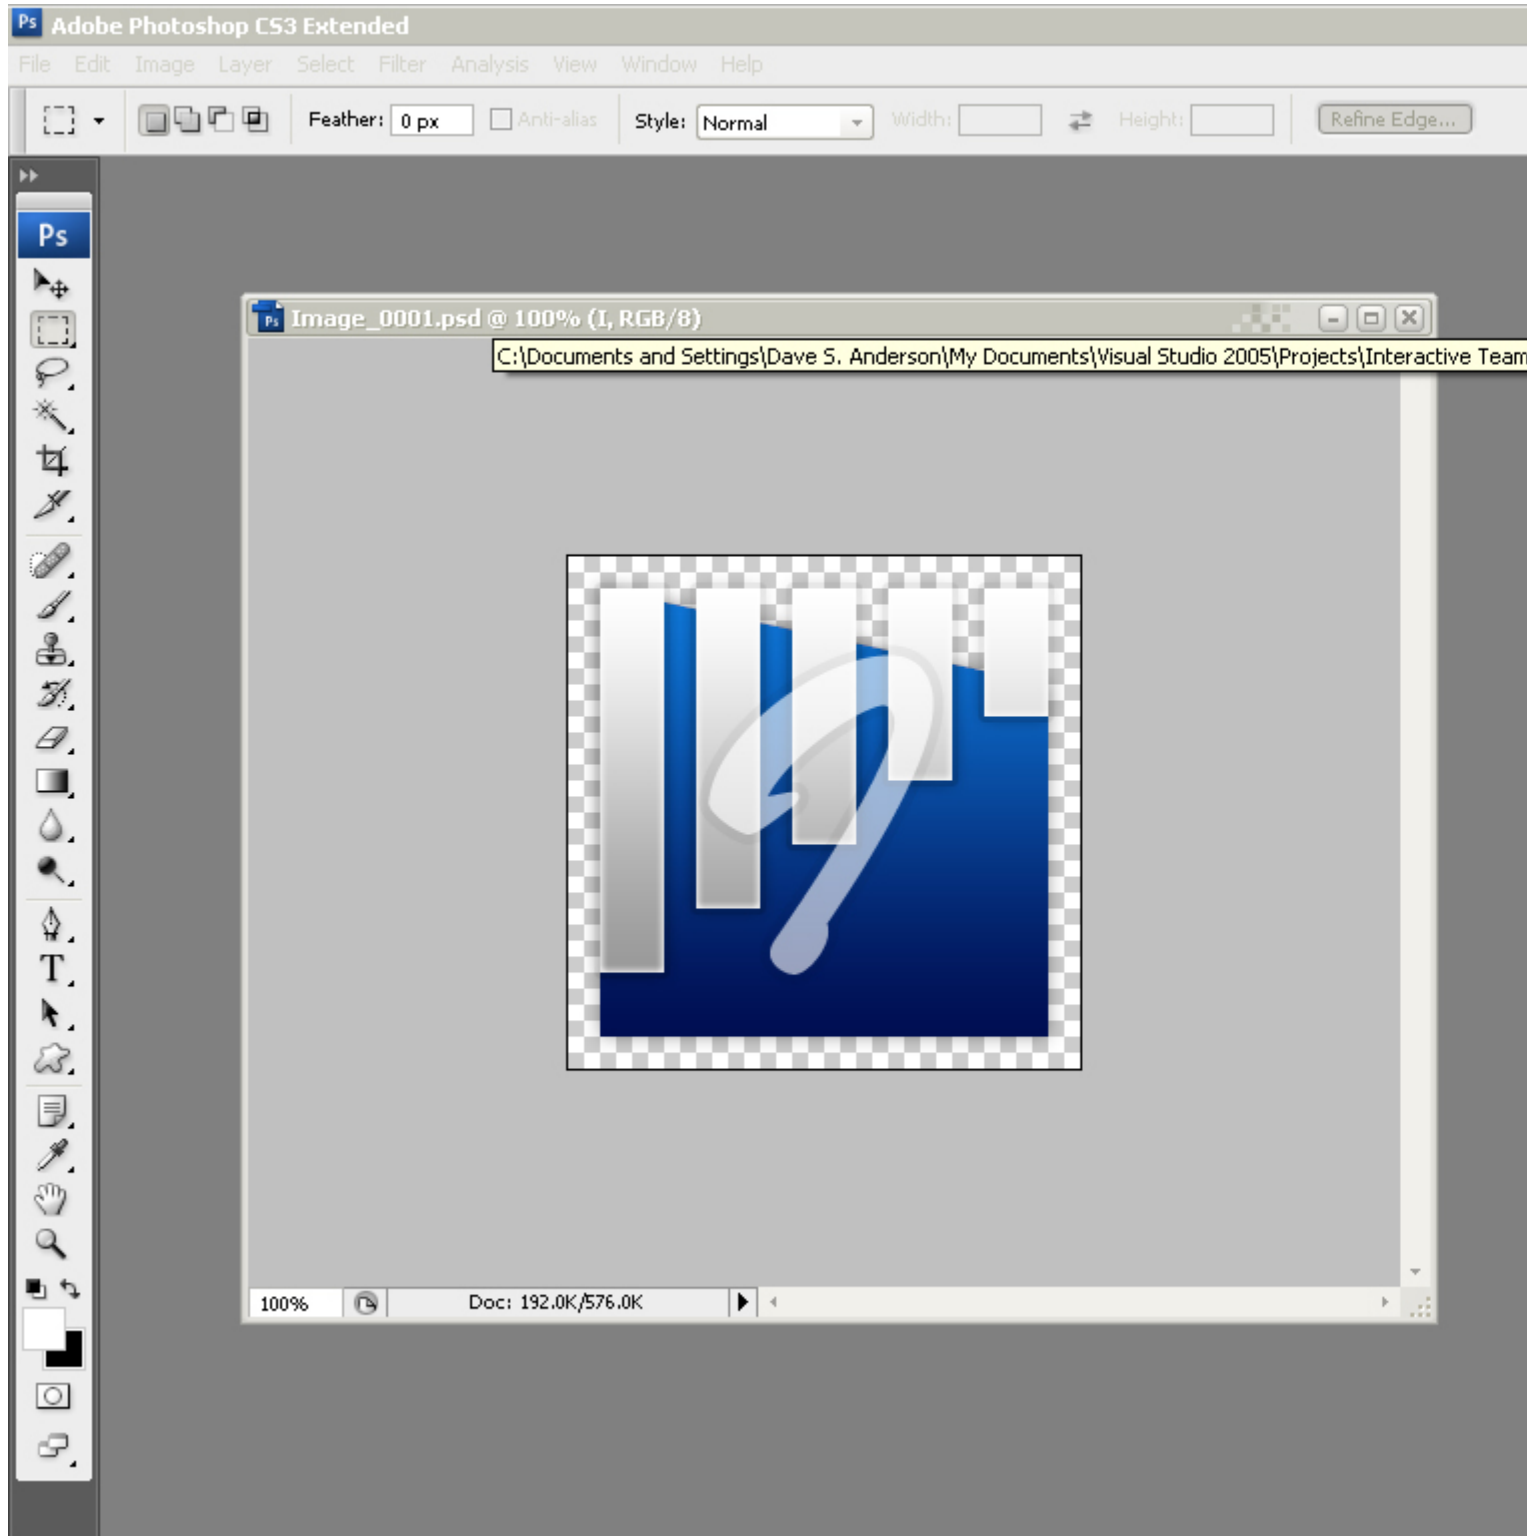 Ps Adobe Photoshop CS3 Extended
File Edit Image Layer Select Filter Analysis View Window Help
Feather: 0 px Anti-alias Style: Normal Width: Height: Refine Edge...
Ps
Ps Image_0001.psd @ 100% (I, RGB/8)
C:\Documents and Settings\Dave S. Anderson\My Documents\Visual Studio 2005\Projects\Interactive Team
T
100% Doc: 192.0K/576.0K